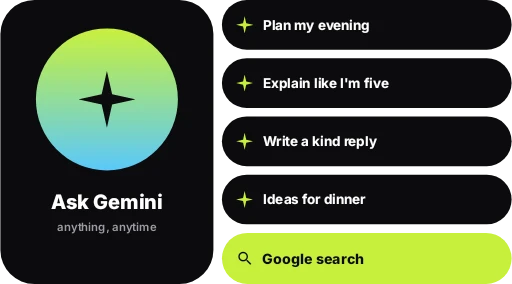 Ask Gemini
anything, anytime
Plan my evening
Explain like I'm five
Write a kind reply
Ideas for dinner
Google search